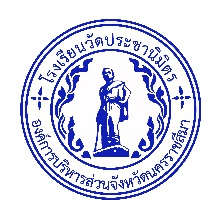 โรงเรียนวัดประชานิมิตร
องค์การบริหารส่วนจังหวัดนครราชสีมา